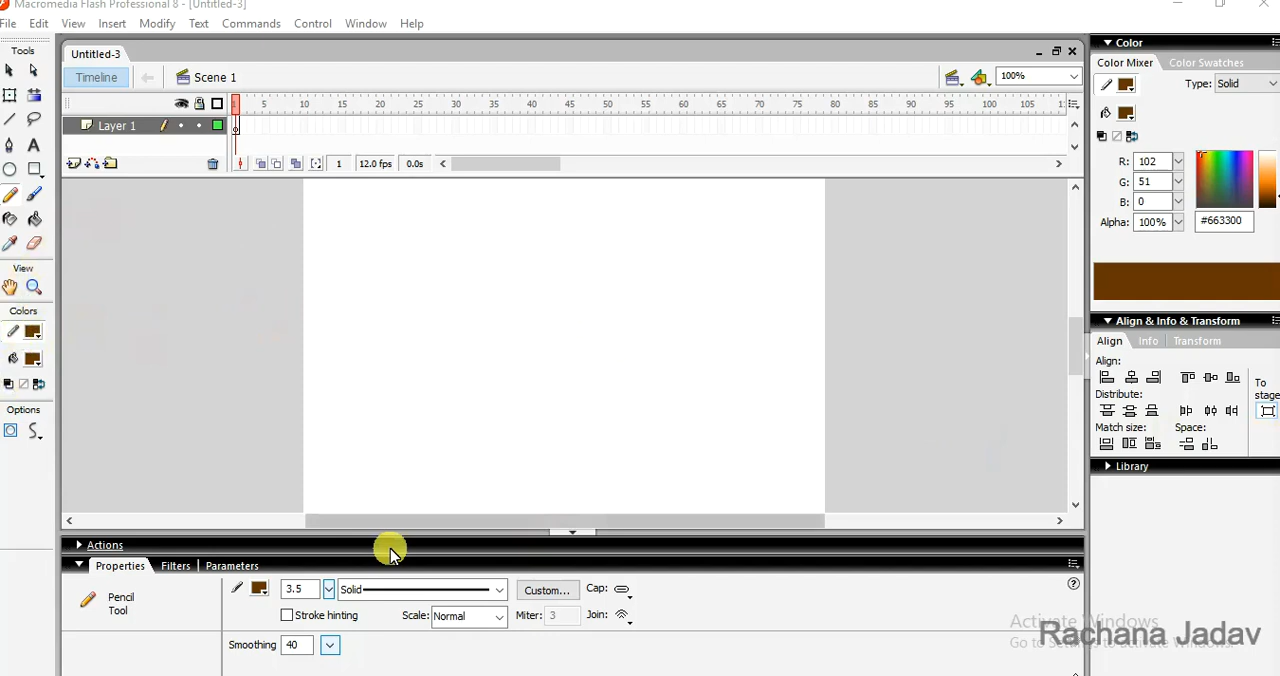 Macromedia Flash Professional 8 - [Untitled-3]
File Edit View Insert Modify Text Commands Control Window Help
Tools
Untitled-3
Timeline Scene 1 100%
1 5 10 15 20 25 30 35 40 45 50 55 60 65 70 75 80 85 90 95 100 105
Layer 1
1 12.0 fps 0.0s
View
Colors
Options
Color
Color Mixer Color Swatches
Type: Solid
R: 102
G: 51
B: 0
Alpha: 100% #663300
Align & Info & Transform
Align Info Transform
Align:
To
stage
Distribute:
Match size: Space:
Library
Actions
Properties Filters Parameters
Pencil
Tool
3.5 Solid Custom... Cap:
Stroke hinting Scale: Normal Miter: 3 Join:
Smoothing 40
Activate Windows
Go to Settings to activate Windows.
Rachana Jadav